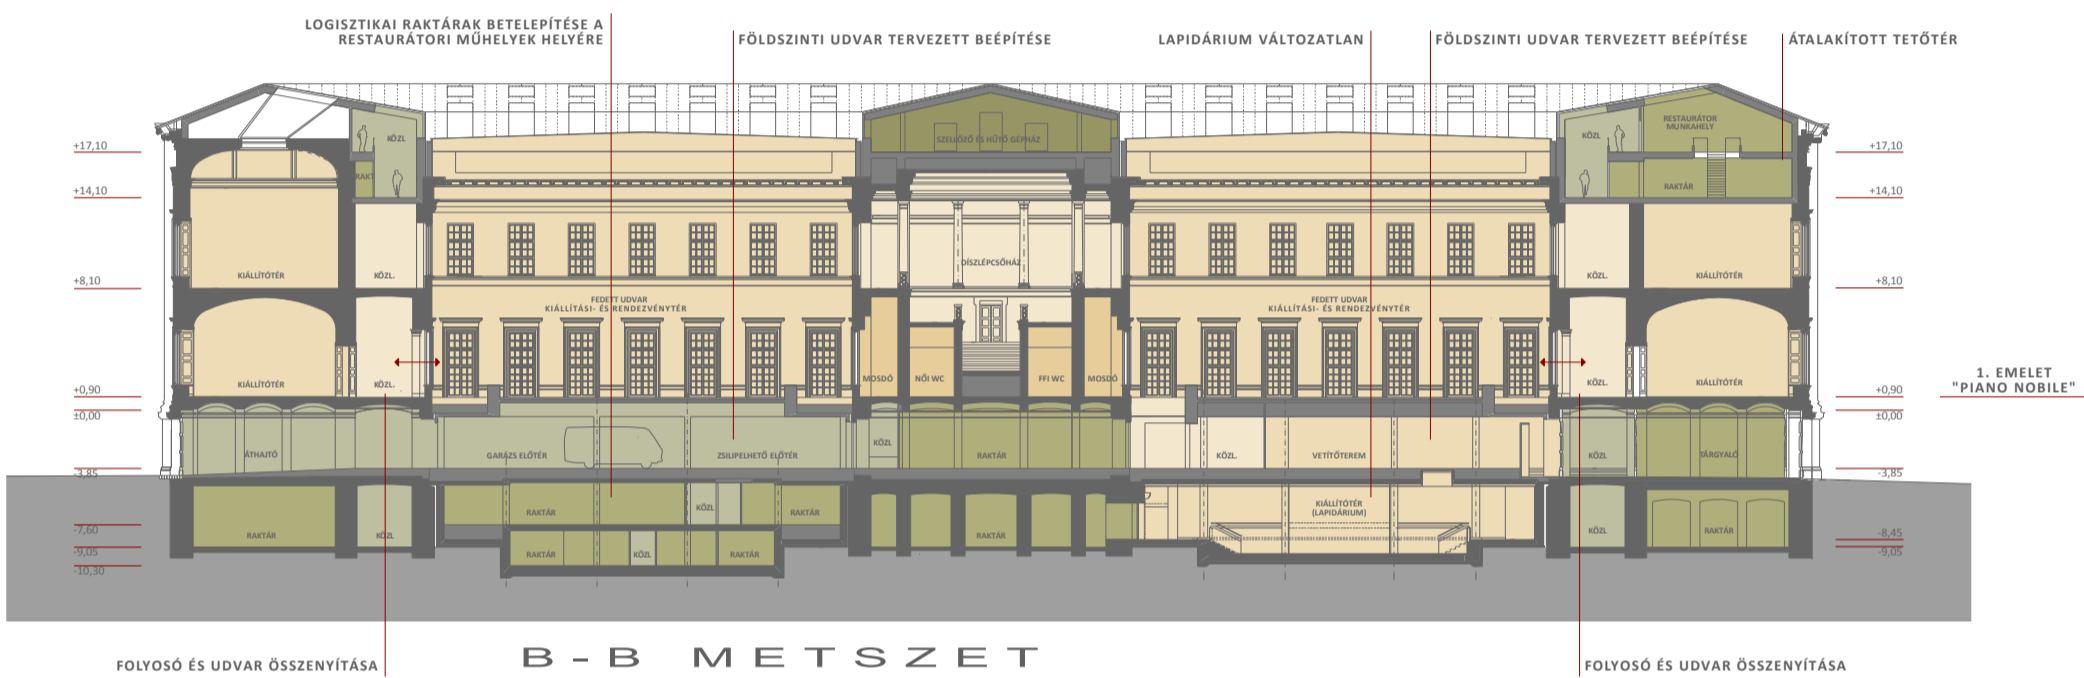 LOGISZTIKAI RAKTÁRAK BETELEPÍTÉSE A
RESTAURÁTORI MŰHELYEK HELYÉRE
FÖLDSZINTI UDVAR TERVEZETT BEÉPÍTÉSE
LAPIDÁRIUM VÁLTOZATLAN
FÖLDSZINTI UDVAR TERVEZETT BEÉPÍTÉSE
ÁTALAKÍTOTT TETŐTÉR
KÖZL
SZELLŐZŐ ÉS HŰTŐ GÉPHÁZ
KÖZL
RESTAURÁTOR
MUNKAHELY
+17,10
+17,10
RAKT
RAKTÁR
+14,10
+14,10
KIÁLLÍTÓTÉR
KÖZL.
DÍSZLÉPCSŐHÁZ
KÖZL.
KIÁLLÍTÓTÉR
+8,10
+8,10
FEDETT UDVAR
KIÁLLÍTÁSI- ÉS RENDEZVÉNYTÉR
FEDETT UDVAR
KIÁLLÍTÁSI- ÉS RENDEZVÉNYTÉR
KIÁLLÍTÓTÉR
KÖZL.
MOSDÓ
NŐI WC
FFI WC
MOSDÓ
KÖZL.
KIÁLLÍTÓTÉR
1. EMELET
"PIANO NOBILE"
+0,90
±0,00
+0,90
±0,00
ÁTHAJTÓ
GARÁZS ELŐTÉR
ZSILIPELHETŐ ELŐTÉR
KÖZL
RAKTÁR
KÖZL.
VETÍTŐTEREM
KÖZL
TÁRGYALÓ
-3,85
-3,85
RAKTÁR
KÖZL
RAKTÁR
KÖZL
RAKTÁR
RAKTÁR
KIÁLLÍTÓTÉR
(LAPIDÁRIUM)
KÖZL
RAKTÁR
-7,60
-8,45
RAKTÁR
KÖZL
RAKTÁR
-9,05
-9,05
-10,30
B - B METSZET
FOLYOSÓ ÉS UDVAR ÖSSZENYÍTÁSA
FOLYOSÓ ÉS UDVAR ÖSSZENYÍTÁSA